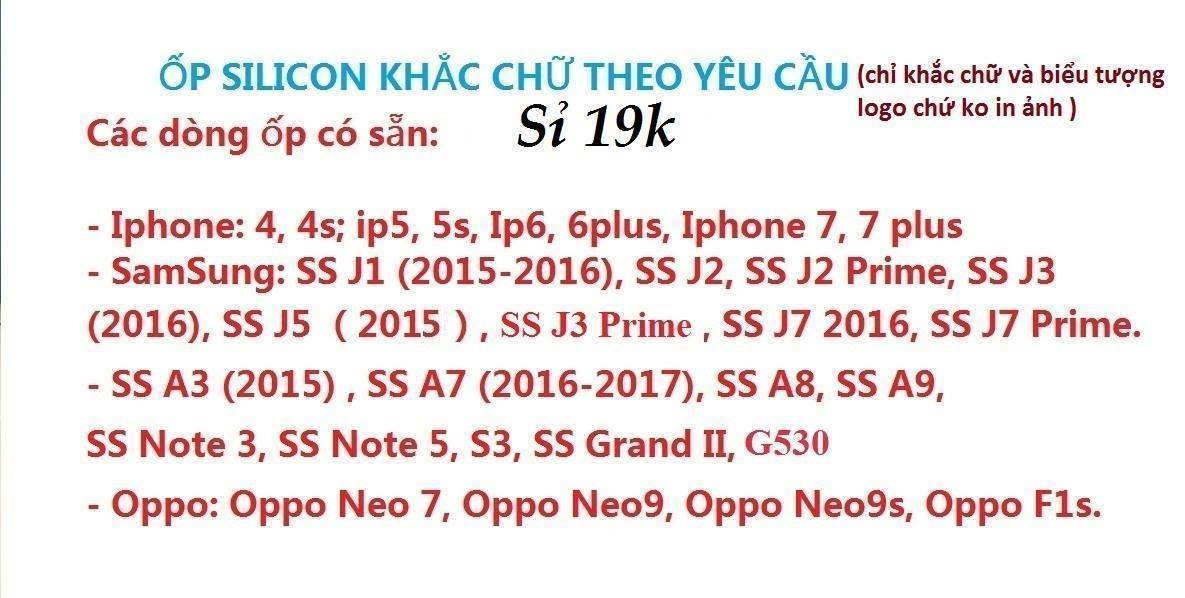 ỐP SILICON KHẮC CHỮ THEO YÊU CẦU (chỉ khắc chữ và biểu tượng
logo chứ ko in ảnh )
Các dòng ốp có sẵn: Sỉ 19k
- Iphone: 4, 4s; ip5, 5s, Ip6, 6plus, Iphone 7, 7 plus
- SamSung: SS J1 (2015-2016), SS J2, SS J2 Prime, SS J3
(2016), SS J5 ( 2015 ) , SS J3 Prime , SS J7 2016, SS J7 Prime.
- SS A3 (2015) , SS A7 (2016-2017), SS A8, SS A9,
SS Note 3, SS Note 5, S3, SS Grand II, G530
- Oppo: Oppo Neo 7, Oppo Neo9, Oppo Neo9s, Oppo F1s.